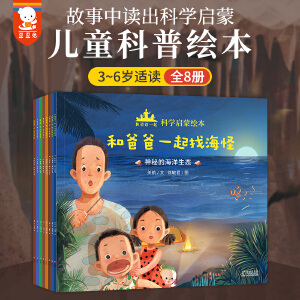 故事中读出科学启蒙
儿童科普绘本
3~6岁适读 全8册
科学启蒙绘本
和爸爸一起找海怪
神秘的海洋生态